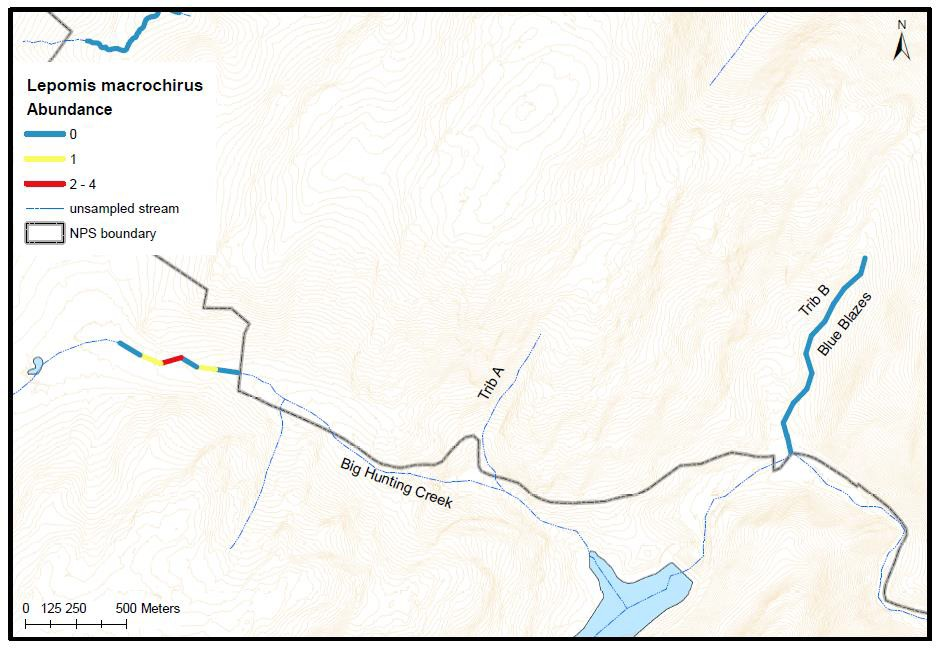 N
Lepomis macrochirus
Abundance
0
1
2 - 4
unsampled stream
NPS boundary
Trib B
Blue Blazes
Trib A
Big Hunting Creek
0 125 250 500 Meters